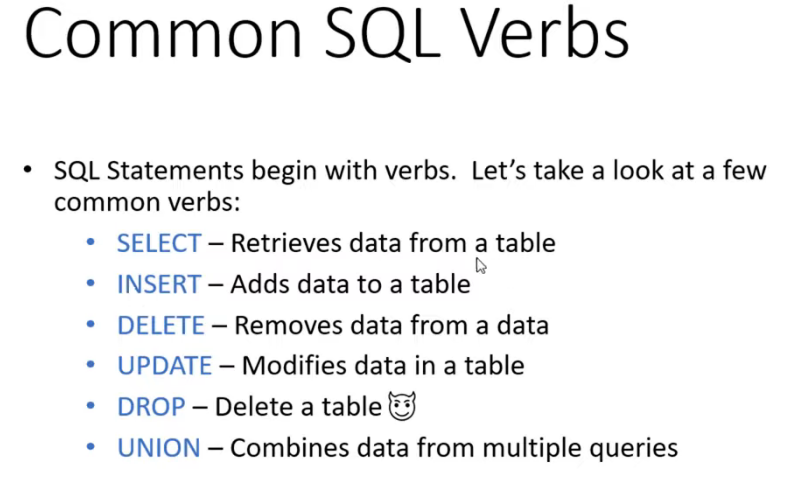 Common SQL Verbs
• SQL Statements begin with verbs.  Let's take a look at a few
common verbs:
• SELECT – Retrieves data from a table
• INSERT – Adds data to a table
• DELETE – Removes data from a data
• UPDATE – Modifies data in a table
• DROP – Delete a table 😈
• UNION – Combines data from multiple queries